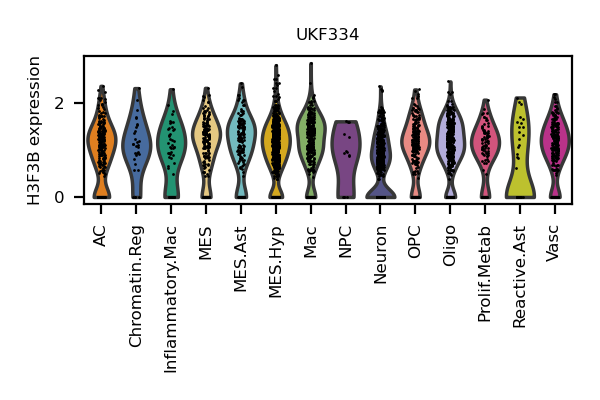 UKF334
H3F3B expression
2
0
AC
Chromatin.Reg
Inflammatory.Mac
MES
MES.Ast
MES.Hyp
Mac
NPC
Neuron
OPC
Oligo
Prolif.Metab
Reactive.Ast
Vasc